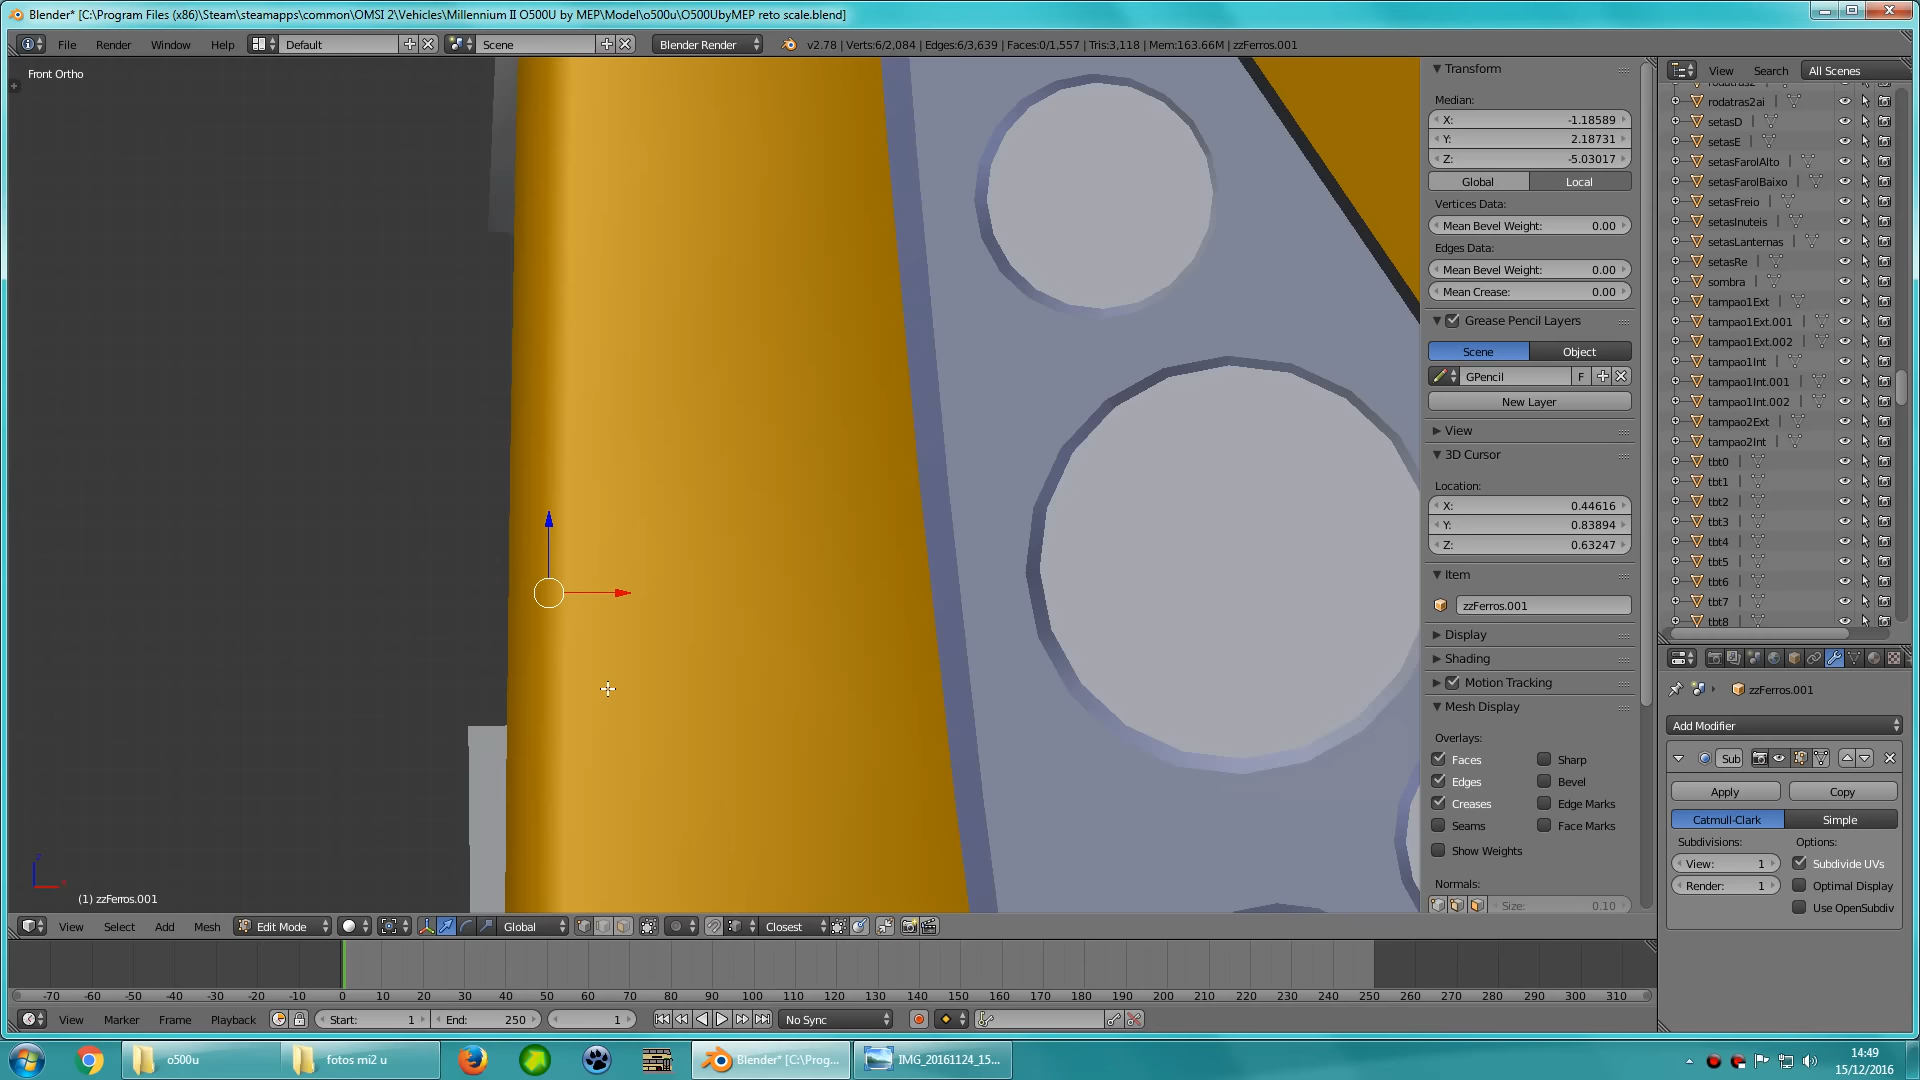 Blender* [C:\Program Files (x86)\Steam\steamapps\common\OMSI 2\Vehicles\Millennium II O500U by MEP\Model\o500u\O500UbyMEP reto scale.blend]
File Render Window Help Default Scene Blender Render v2.78 | Verts:6/2,084 | Edges:6/3,639 | Faces:0/1,557 | Tris:3,118 | Mem:163.66M | zzFerros.001
Front Ortho
Transform
Median:
X: -1.18589
Y: 2.18731
Z: -5.03017
Global Local
Vertices Data:
Mean Bevel Weight: 0.00
Edges Data:
Mean Bevel Weight: 0.00
Mean Crease: 0.00
Grease Pencil Layers
Scene Object
GPencil F
New Layer
View
3D Cursor
Location:
X: 0.44616
Y: 0.83894
Z: 0.63247
Item
zzFerros.001
Display
Shading
Motion Tracking
Mesh Display
Overlays:
Faces Sharp
Edges Bevel
Creases Edge Marks
Seams Face Marks
Show Weights
Normals:
Size: 0.10
View Search All Scenes
rodatras2ai
setasD
setasE
setasFarolAlto
setasFarolBaixo
setasFreio
setasInuteis
setasLanternas
setasRe
sombra
tampao1Ext
tampao1Ext.001
tampao1Ext.002
tampao1Int
tampao1Int.001
tampao1Int.002
tampao2Ext
tampao2Int
tbt0
tbt1
tbt2
tbt3
tbt4
tbt5
tbt6
tbt7
tbt8
zzFerros.001
Add Modifier
Sub
Apply Copy
Catmull-Clark Simple
Subdivisions: Options:
View: 1 Subdivide UVs
Render: 1 Optimal Display
Use OpenSubdiv
(1) zzFerros.001
View Select Add Mesh Edit Mode Global Closest
-70 -60 -50 -40 -30 -20 -10 0 10 20 30 40 50 60 70 80 90 100 110 120 130 140 150 160 170 180 190 200 210 220 230 240 250 260 270 280 290 300 310
View Marker Frame Playback Start: 1 End: 250 1 No Sync
o500u fotos mi2 u Blender* [C:\Prog... IMG_20161124_15...
14:49
15/12/2016